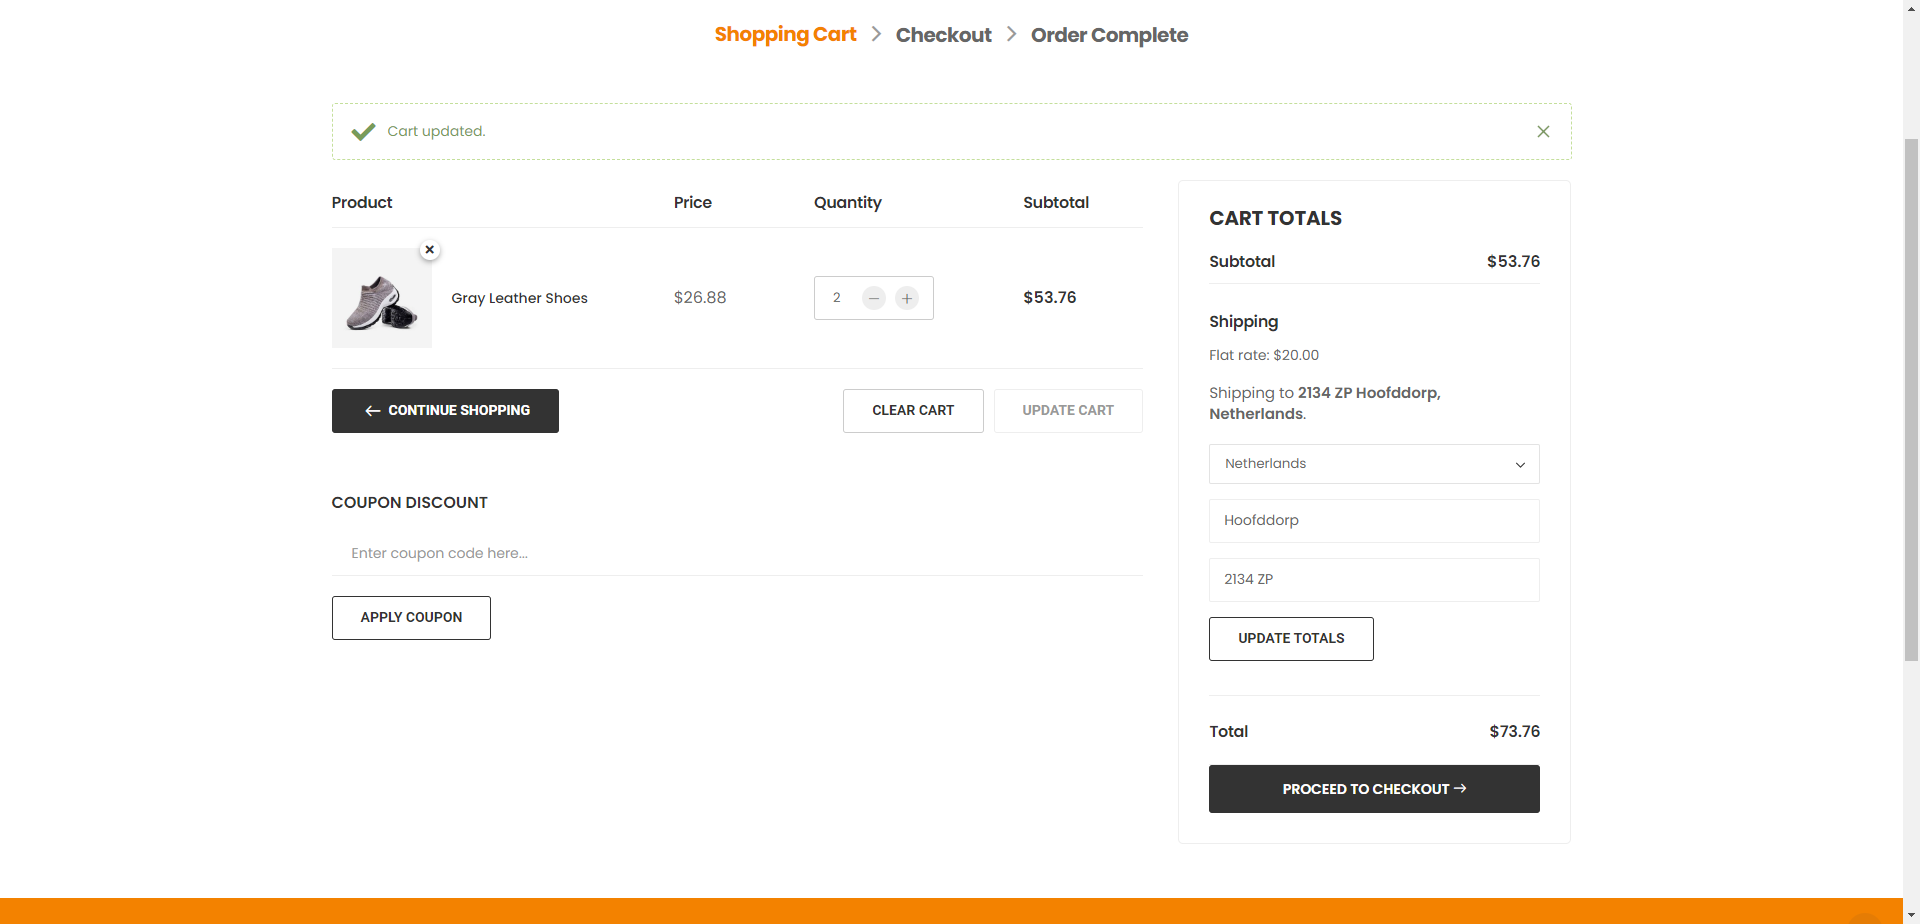 Shopping Cart Checkout Order Complete
Cart updated.
Product Price Quantity Subtotal
Gray Leather Shoes $26.88 2 $53.76
CONTINUE SHOPPING CLEAR CART UPDATE CART
COUPON DISCOUNT
Enter coupon code here...
APPLY COUPON
CART TOTALS
Subtotal $53.76
Shipping
Flat rate: $20.00
Shipping to 2134 ZP Hoofddorp,
Netherlands.
Netherlands
Hoofddorp
2134 ZP
UPDATE TOTALS
Total $73.76
PROCEED TO CHECKOUT